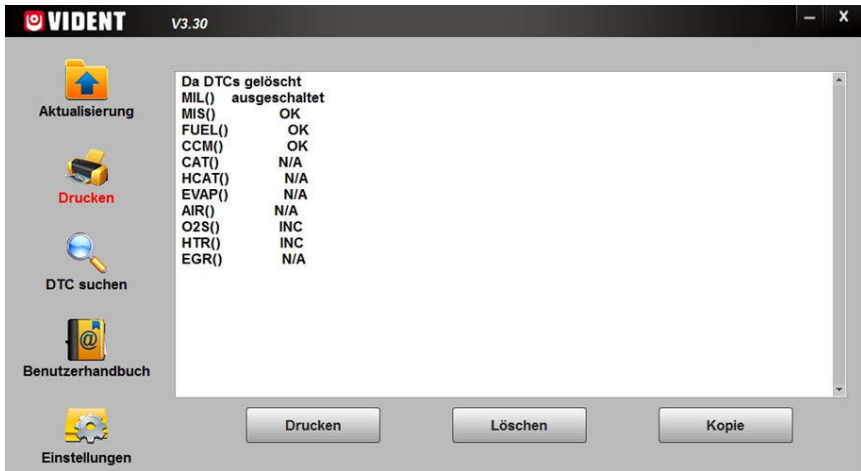 VIDENT V3.30
Aktualisierung
Drucken
DTC suchen
Benutzerhandbuch
Einstellungen
Da DTCs gelöscht
MIL() ausgeschaltet
MIS() OK
FUEL() OK
CCM() OK
CAT() N/A
HCAT() N/A
EVAP() N/A
AIR() N/A
O2S() INC
HTR() INC
EGR() N/A
Drucken Löschen Kopie